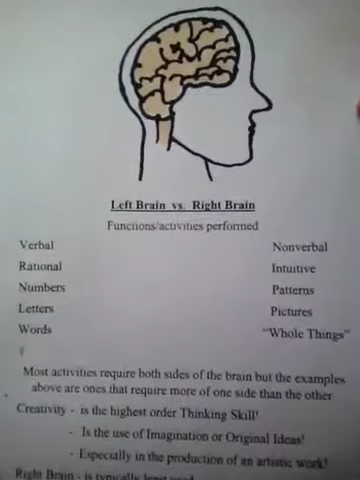 Left Brain vs. Right Brain
Functions/activities performed
Verbal Nonverbal
Rational Intuitive
Numbers Patterns
Letters Pictures
Words "Whole Things"
Most activities require both sides of the brain but the examples
above are ones that require more of one side than the other
Creativity - is the highest order Thinking Skill!
- Is the use of Imagination or Original Ideas!
- Especially in the production of an artistic work!
Right Brain - is typically least used